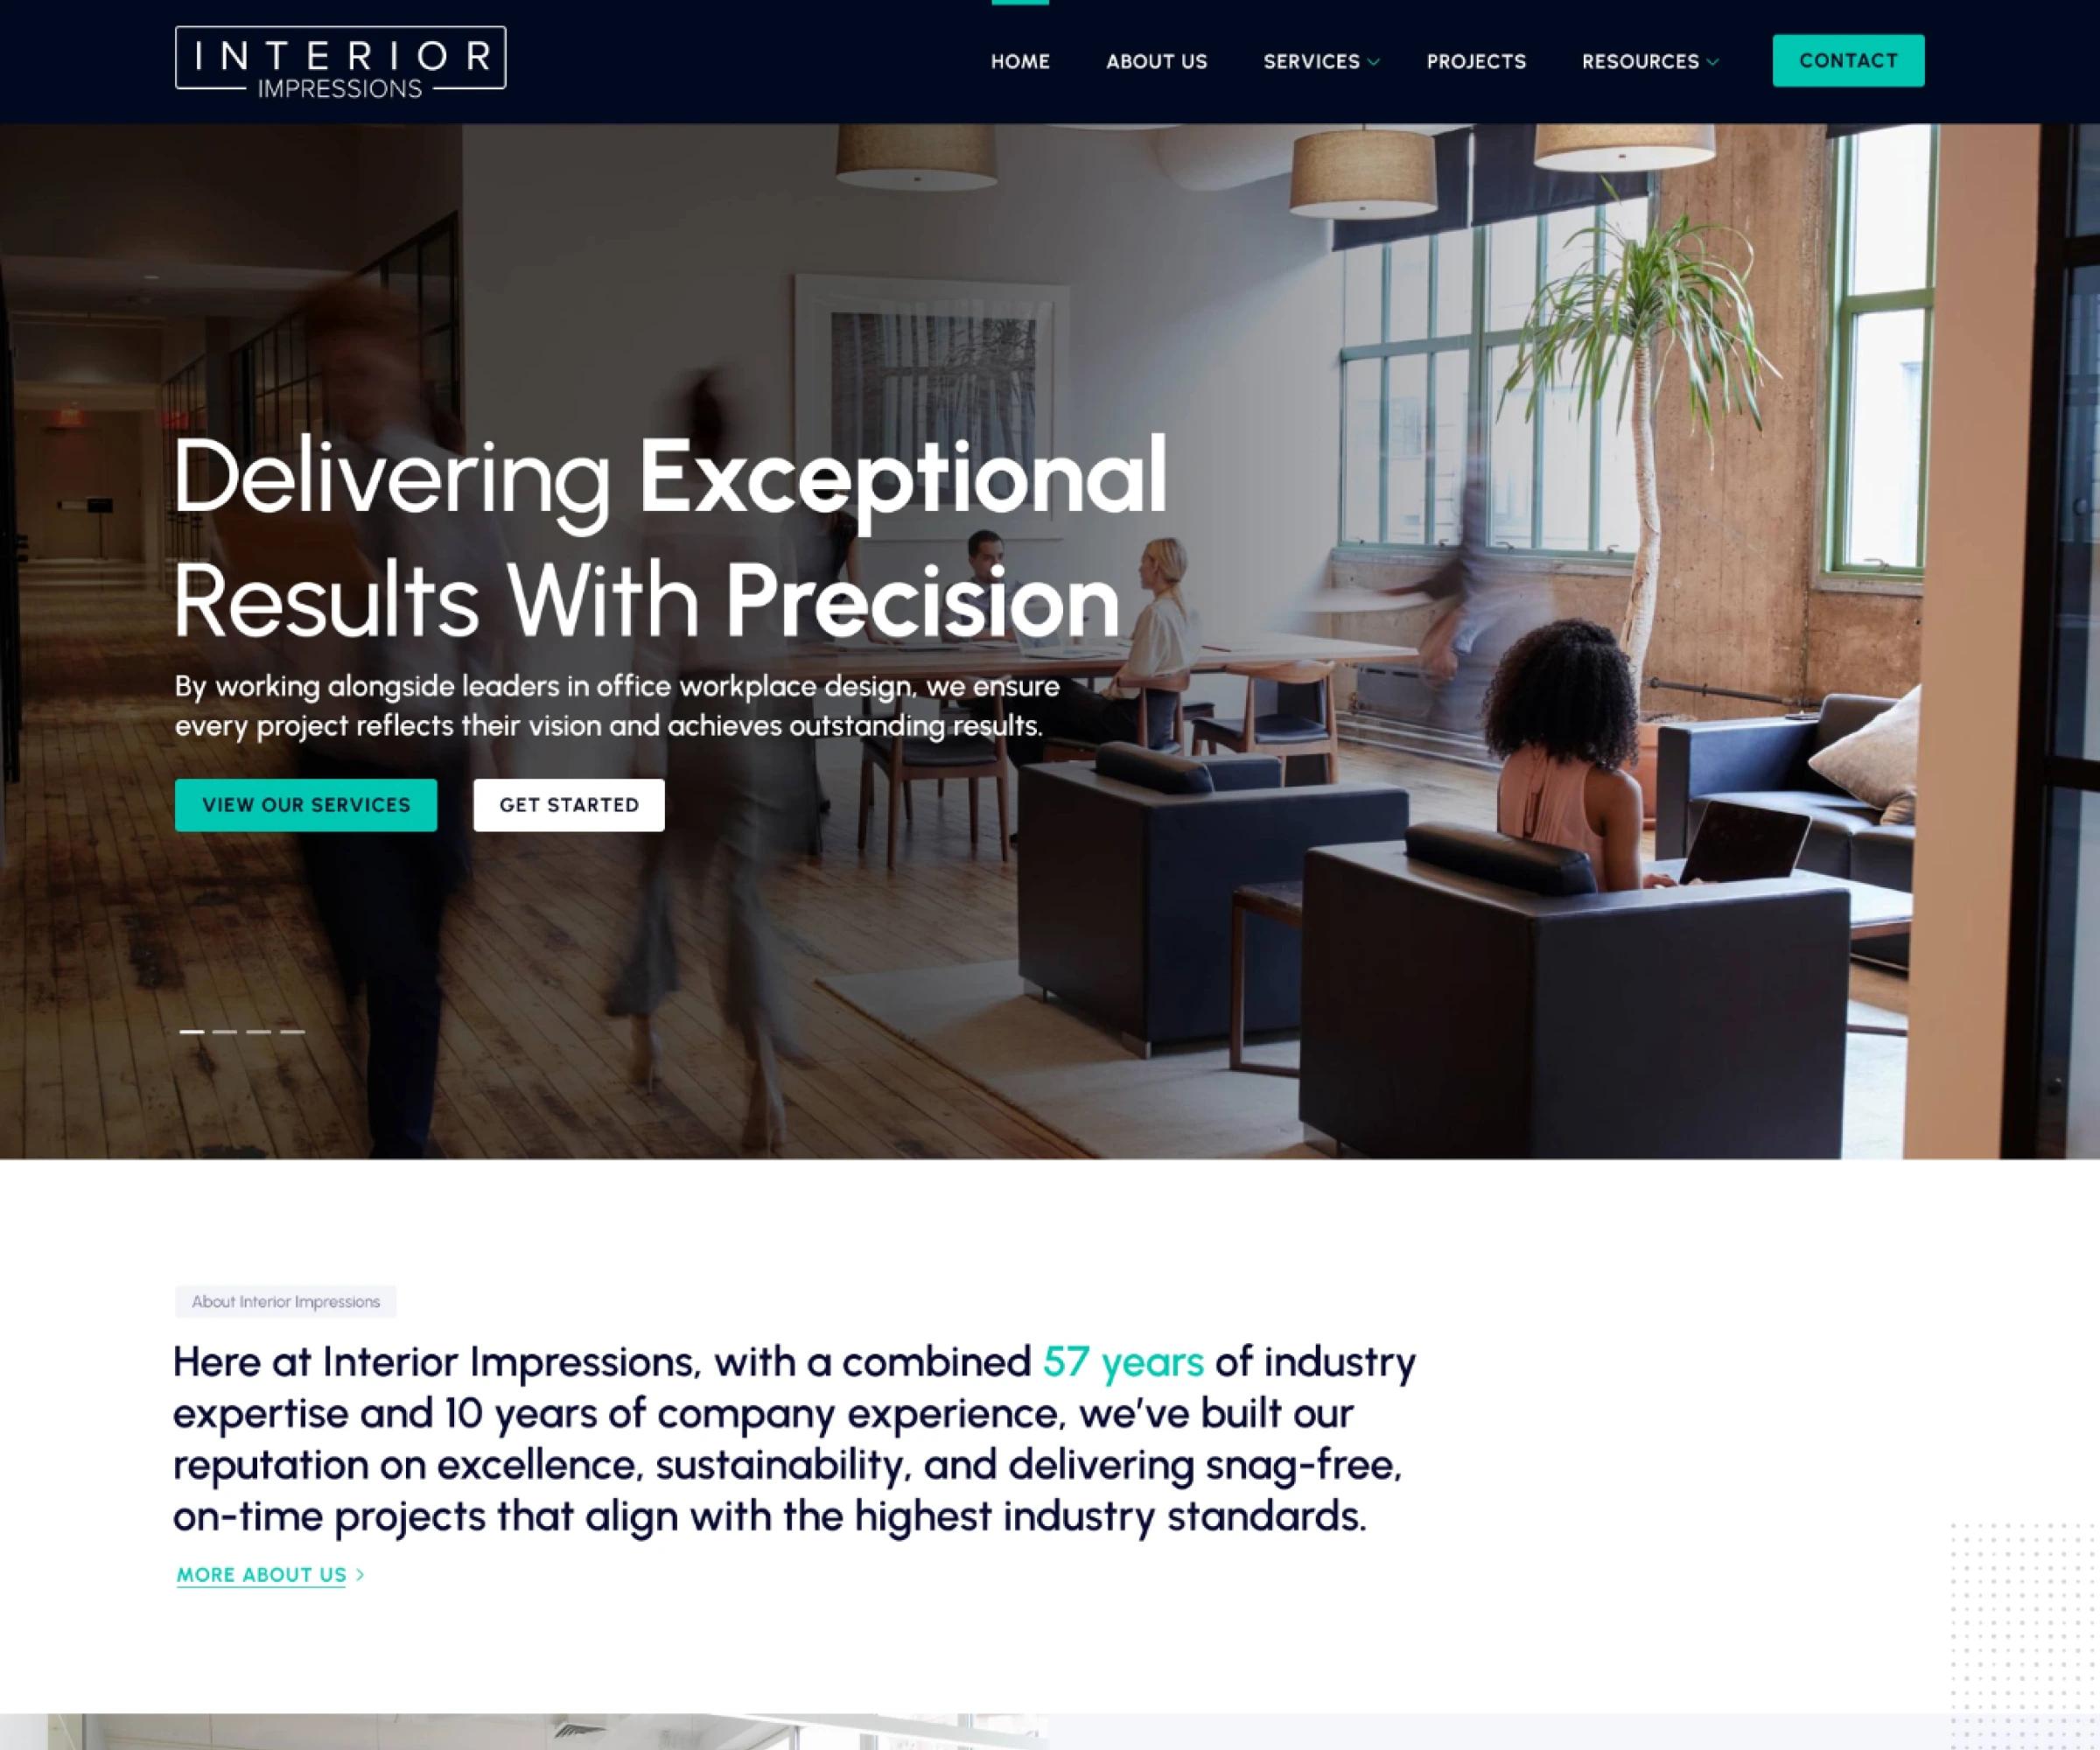 INTERIOR
IMPRESSIONS
HOME ABOUT US SERVICES PROJECTS RESOURCES CONTACT
Delivering Exceptional
Results With Precision
By working alongside leaders in office workplace design, we ensure
every project reflects their vision and achieves outstanding results.
VIEW OUR SERVICES GET STARTED
About Interior Impressions
Here at Interior Impressions, with a combined 57 years of industry
expertise and 10 years of company experience, we’ve built our
reputation on excellence, sustainability, and delivering snag-free,
on-time projects that align with the highest industry standards.
MORE ABOUT US